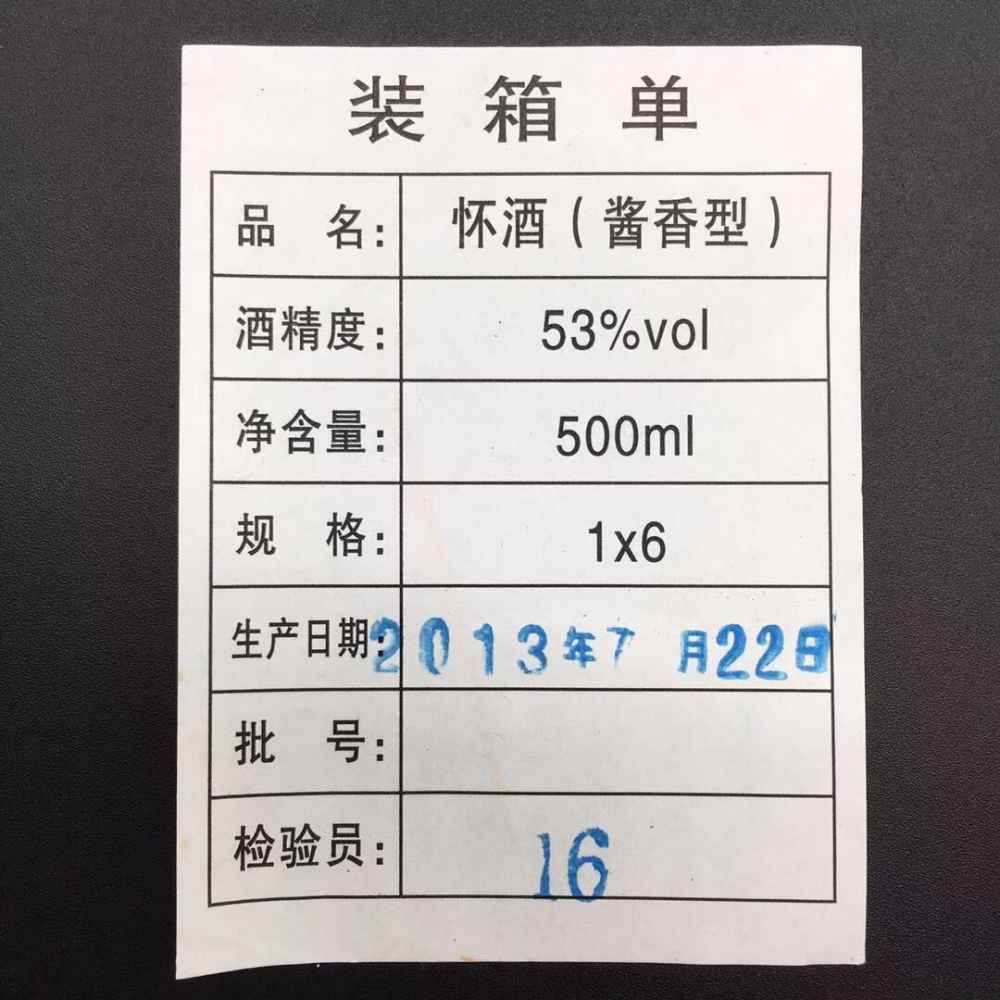 装箱单
品名: 怀酒(酱香型)
酒精度: 53%vol
净含量: 500ml
规格: 1x6
生产日期: 2013年7月22日
批号:
检验员: 16